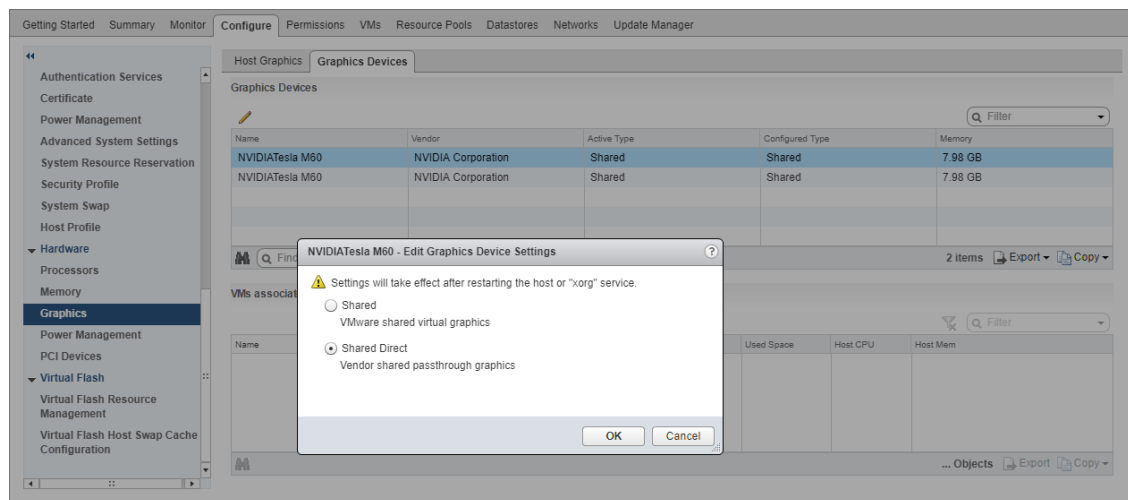 Getting Started Summary Monitor Configure Permissions VMs Resource Pools Datastores Networks Update Manager
Authentication Services
Certificate
Power Management
Advanced System Settings
System Resource Reservation
Security Profile
System Swap
Host Profile
Hardware
Processors
Memory
Graphics
Power Management
PCI Devices
Virtual Flash
Virtual Flash Resource
Management
Virtual Flash Host Swap Cache
Configuration
Host Graphics Graphics Devices
Graphics Devices
Filter
Name Vendor Active Type Configured Type Memory
NVIDIATesla M60 NVIDIA Corporation Shared Shared 7.98 GB
NVIDIATesla M60 NVIDIA Corporation Shared Shared 7.98 GB
Find
2 items Export Copy
VMs associat
Filter
Name Used Space Host CPU Host Mem
... Objects Export Copy
NVIDIATesla M60 - Edit Graphics Device Settings ?
Settings will take effect after restarting the host or "xorg" service.
Shared
VMware shared virtual graphics
Shared Direct
Vendor shared passthrough graphics
OK Cancel